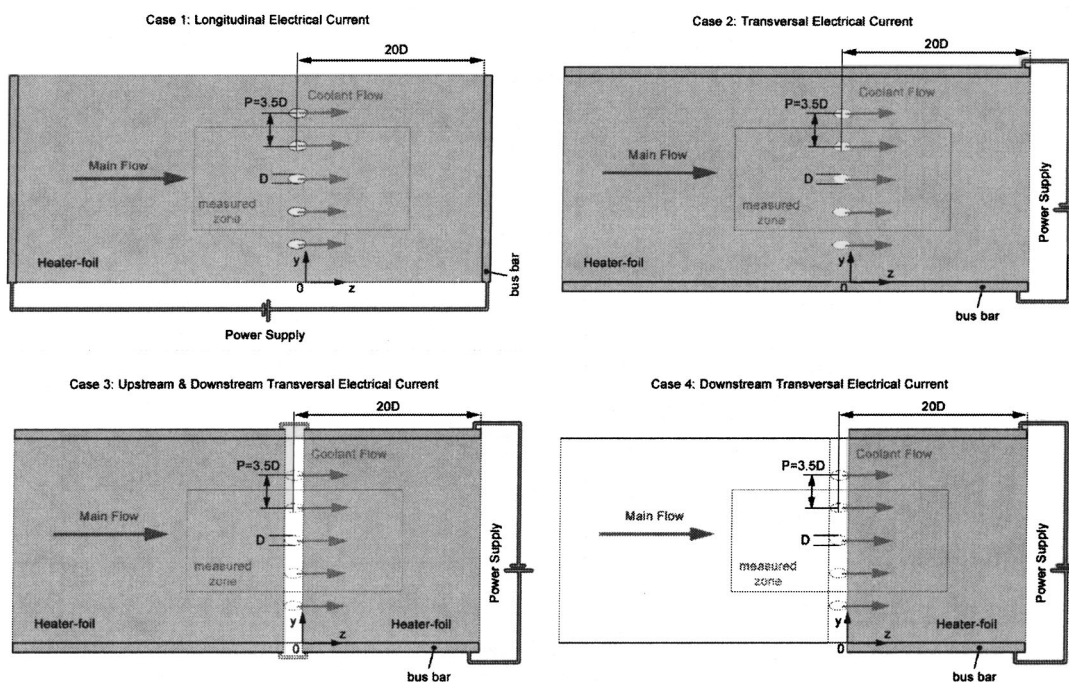 Case 1: Longitudinal Electrical Current
20D
P=3.5D
Coolant Flow
Main Flow
D
measured
zone
Heater-foil
y
0
z
bus bar
Power Supply
Case 2: Transversal Electrical Current
20D
P=3.5D
Coolant Flow
Main Flow
D
measured
zone
Heater-foil
y
z
bus bar
Power Supply
Case 3: Upstream & Downstream Transversal Electrical Current
20D
P=3.5D
Coolant Flow
Main Flow
D
measured
zone
Heater-foil
y
0
z
Heater-foil
bus bar
Power Supply
Case 4: Downstream Transversal Electrical Current
20D
P=3.5D
Coolant Flow
Main Flow
D
measured
zone
y
0
z
Heater-foil
bus bar
Power Supply